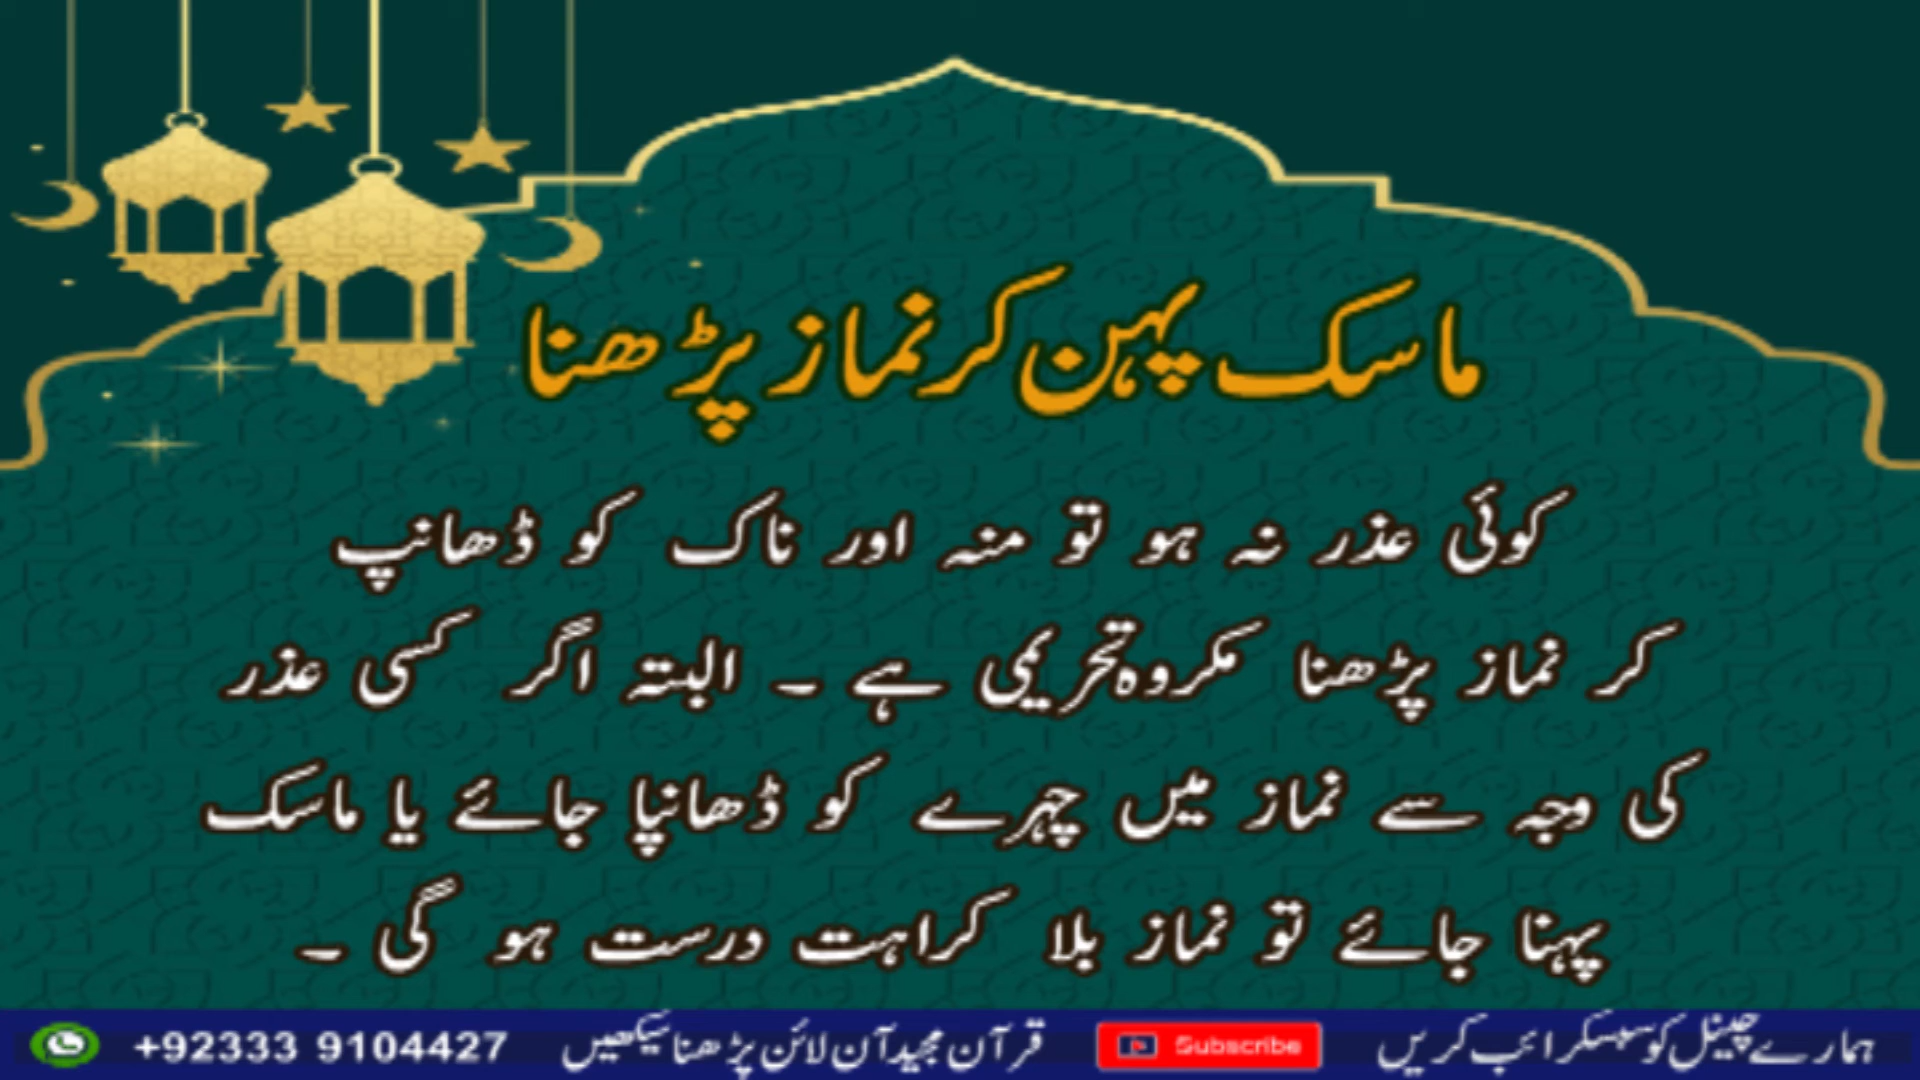 ماسک پہن کر نماز پڑھنا
کوئی عذر نہ ہو تو منہ اور ناک کو ڈھانپ
کر نماز پڑھنا مکروہ تحریمی ہے ۔ البتہ اگر کسی عذر
کی وجہ سے نماز میں چہرے کو ڈھانپا جائے یا ماسک
پہنا جائے تو نماز بلا کراہت درست ہو گی ۔
ہمارے چینل کو سبسکرائب کریں Subscribe قرآن مجید آن لائن پڑھنا سیکھیں +92333 9104427